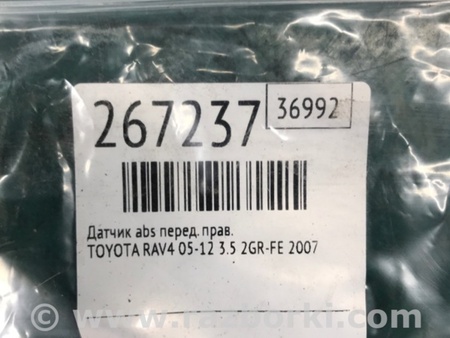 267237 36992
Датчик abs перед. прав.
TOYOTA RAV4 05-12 3.5 2GR-FE 2007
© www.razborki.com